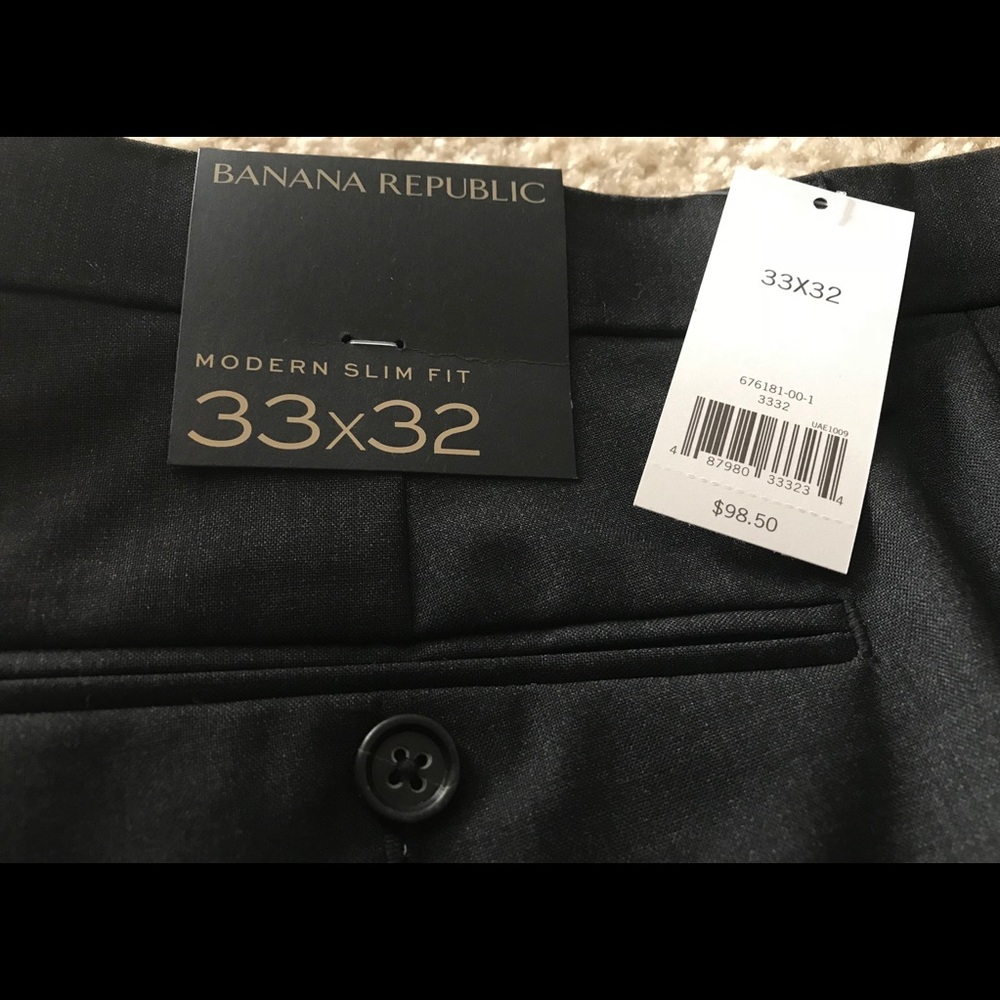 BANANA REPUBLIC
MODERN SLIM FIT
33x32
33X32
676181-00-1
3332
UAE1009
4 87980 33323 4
$98.50